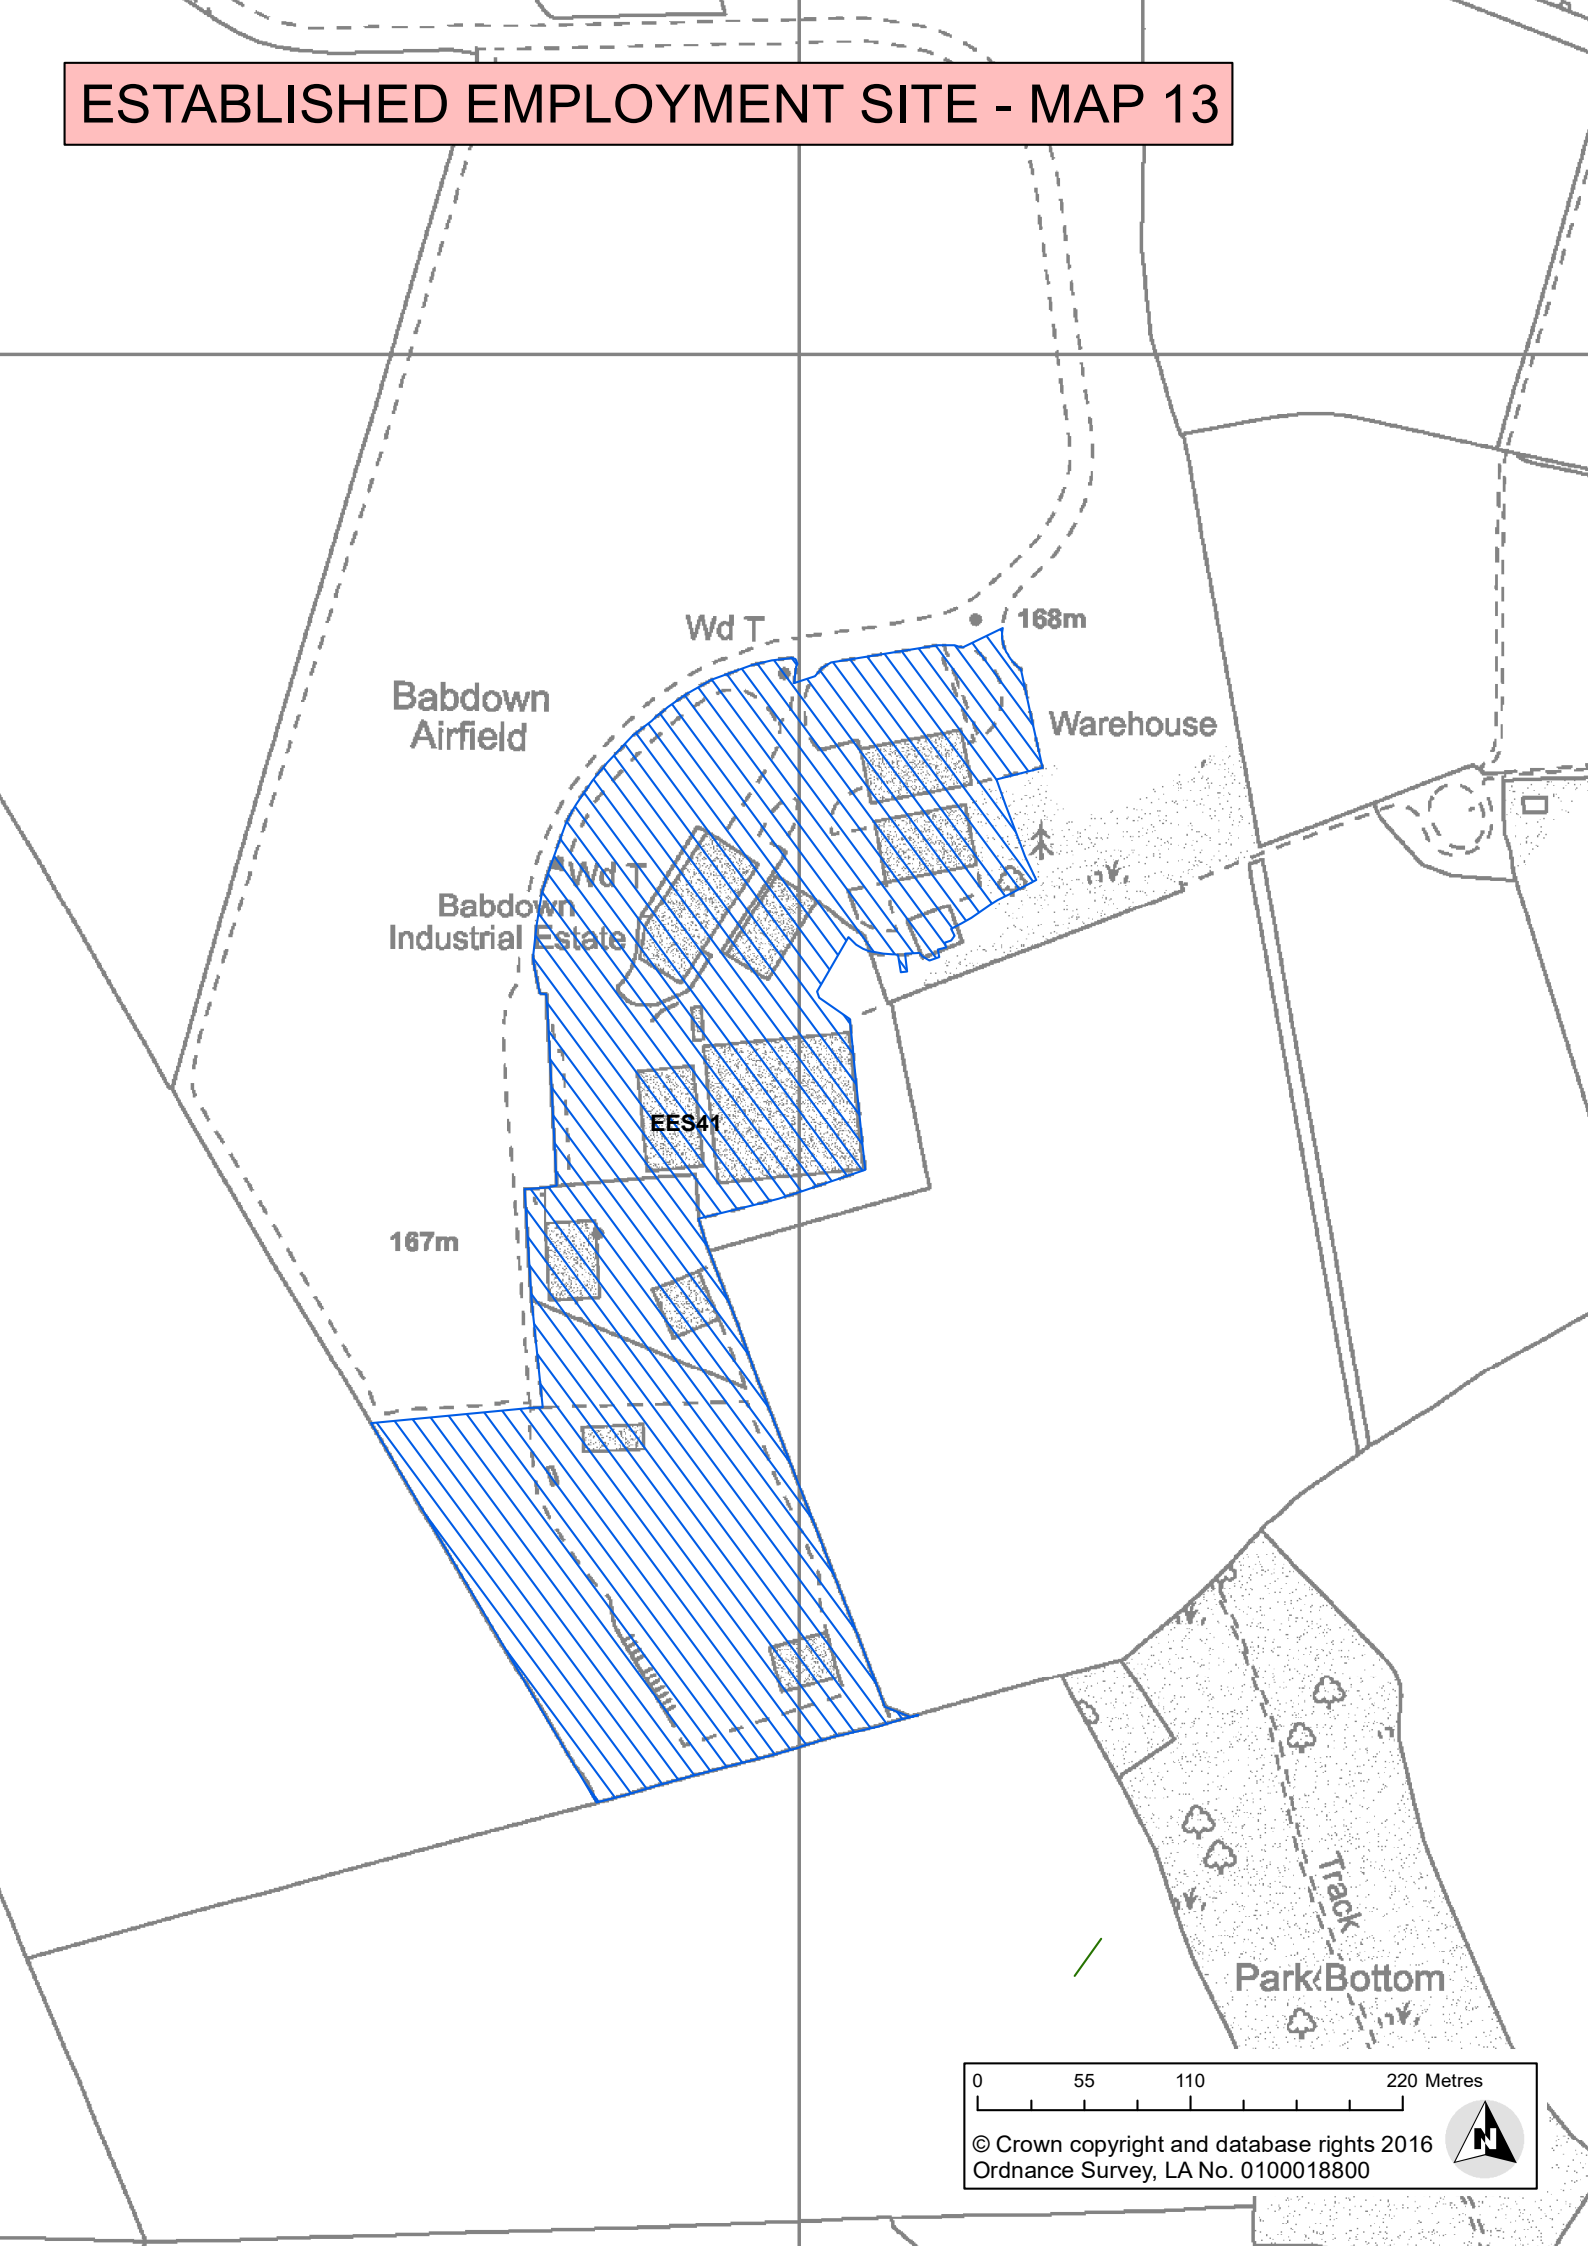 ESTABLISHED EMPLOYMENT SITE - MAP 13
Wd T
168m
Babdown
Airfield
Warehouse
Wd T
Babdown
Industrial Estate
EES41
167m
Track
Park Bottom
0 55 110 220 Metres
© Crown copyright and database rights 2016
Ordnance Survey, LA No. 0100018800
N